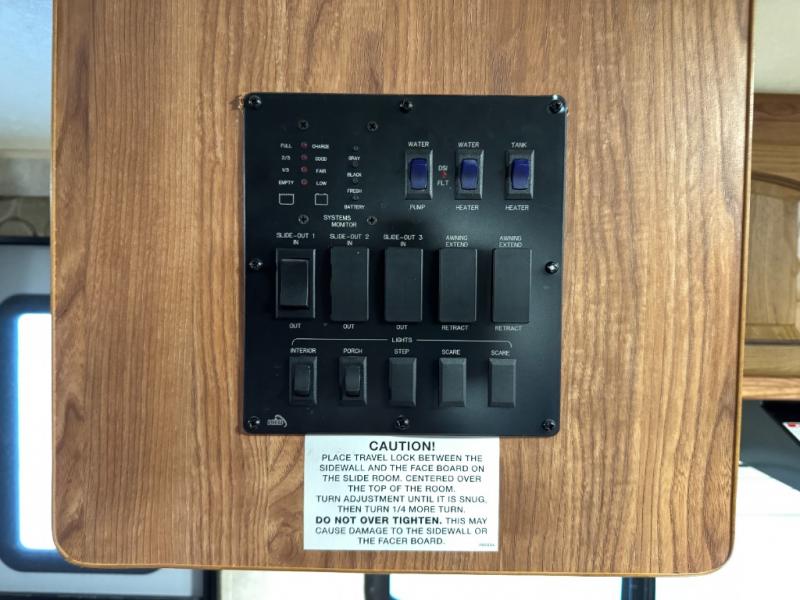 FULL CHARGE
2/3 GOOD
1/3 FAIR
EMPTY LOW
GRAY
BLACK
FRESH
BATTERY
SYSTEMS
MONITOR
WATER
PUMP
DSI
FLT
WATER
HEATER
TANK
HEATER
SLIDE-OUT 1
IN
OUT
SLIDE-OUT 2
IN
OUT
SLIDE-OUT 3
IN
OUT
AWNING
EXTEND
RETRACT
AWNING
EXTEND
RETRACT
LIGHTS
INTERIOR
PORCH
STEP
SCARE
SCARE
CAUTION!
PLACE TRAVEL LOCK BETWEEN THE
SIDEWALL AND THE FACE BOARD ON
THE SLIDE ROOM. CENTERED OVER
THE TOP OF THE ROOM.
TURN ADJUSTMENT UNTIL IT IS SNUG,
THEN TURN 1/4 MORE TURN.
DO NOT OVER TIGHTEN. THIS MAY
CAUSE DAMAGE TO THE SIDEWALL OR
THE FACER BOARD.